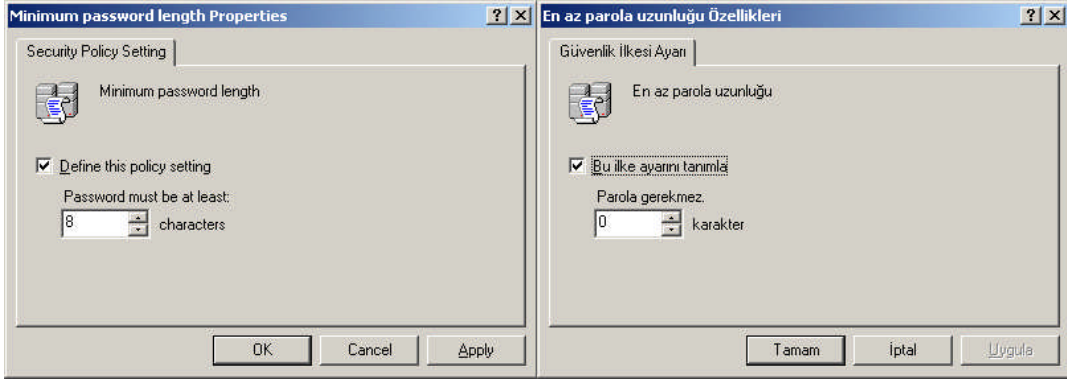 Minimum password length Properties
Security Policy Setting
Minimum password length
Define this policy setting
Password must be at least:
8 characters
OK Cancel Apply
En az parola uzunluğu Özellikleri
Güvenlik İlkesi Ayarı
En az parola uzunluğu
Bu ilke ayarını tanımla
Parola gerekmez.
0 karakter
Tamam İptal Uygula